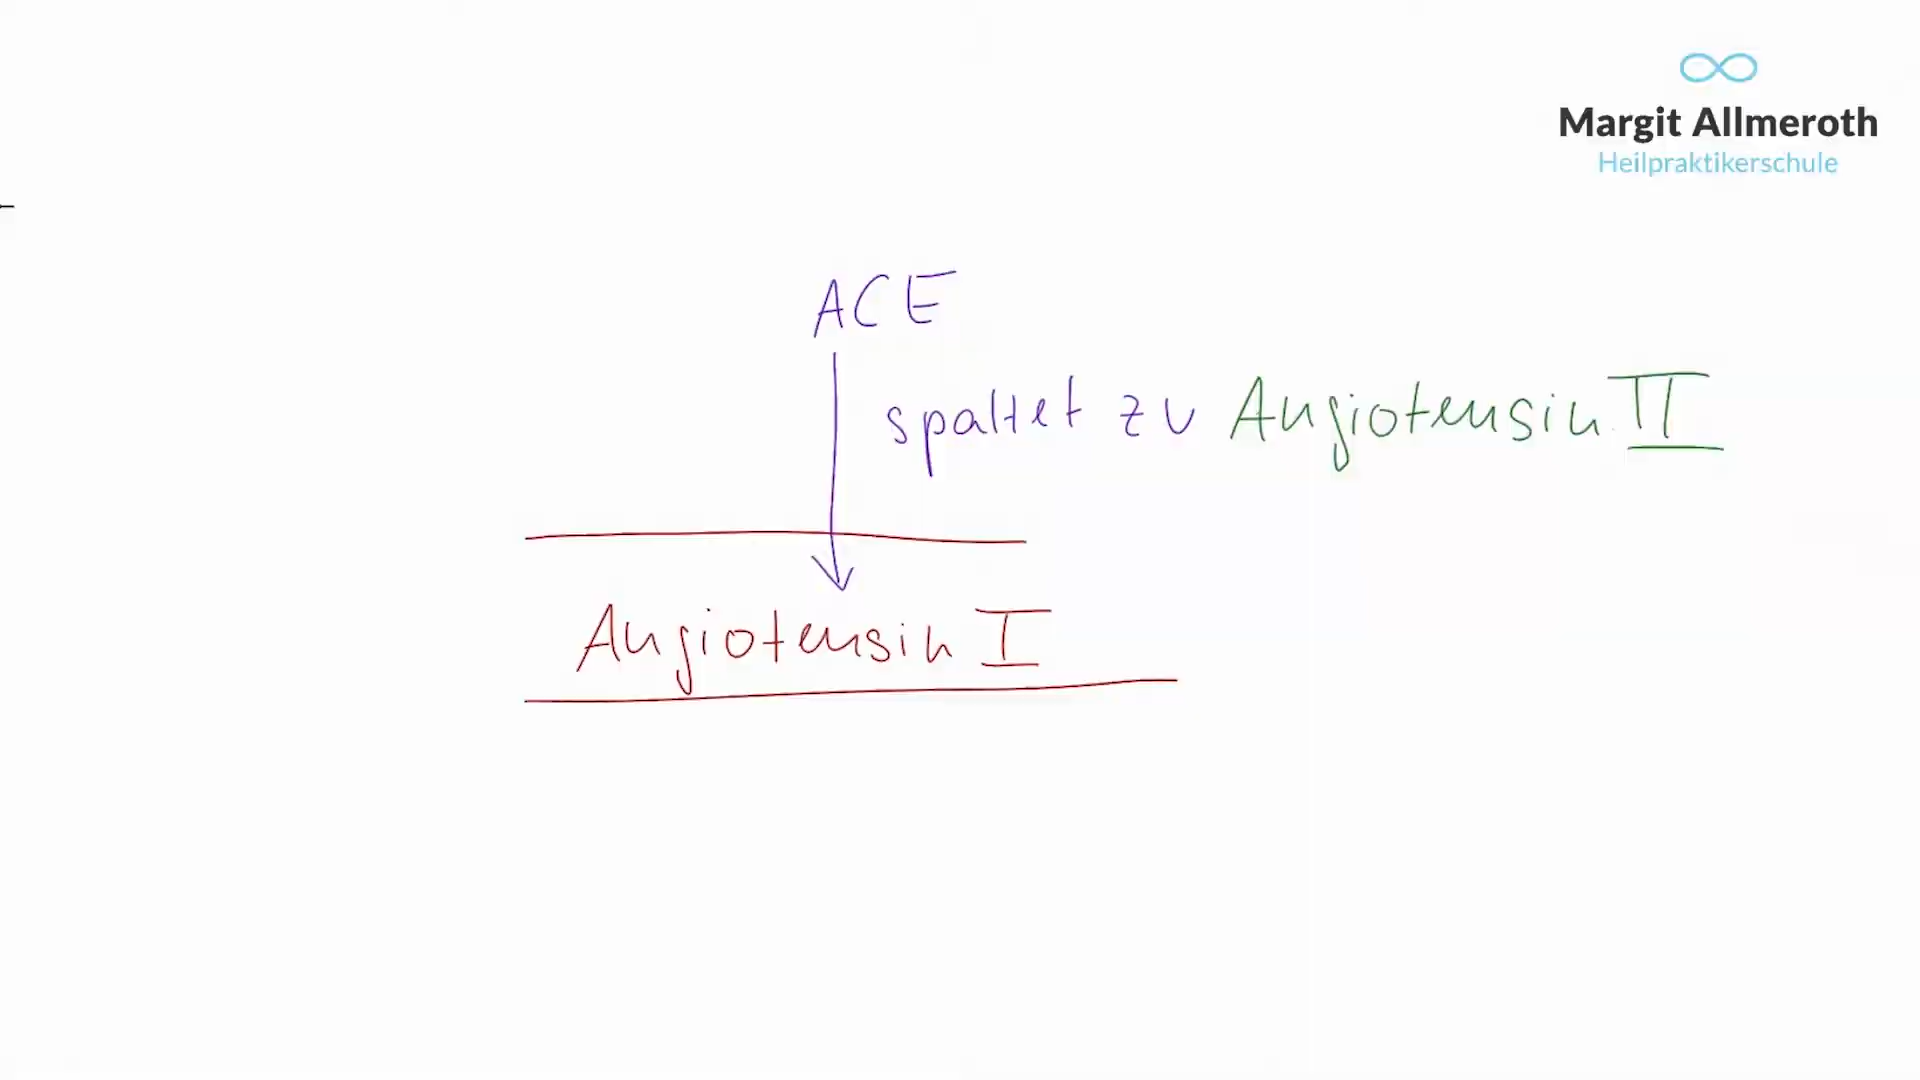 Margit Allmeroth
Heilpraktikerschule
ACE
spaltet zu Angiotensin II
Angiotensin I